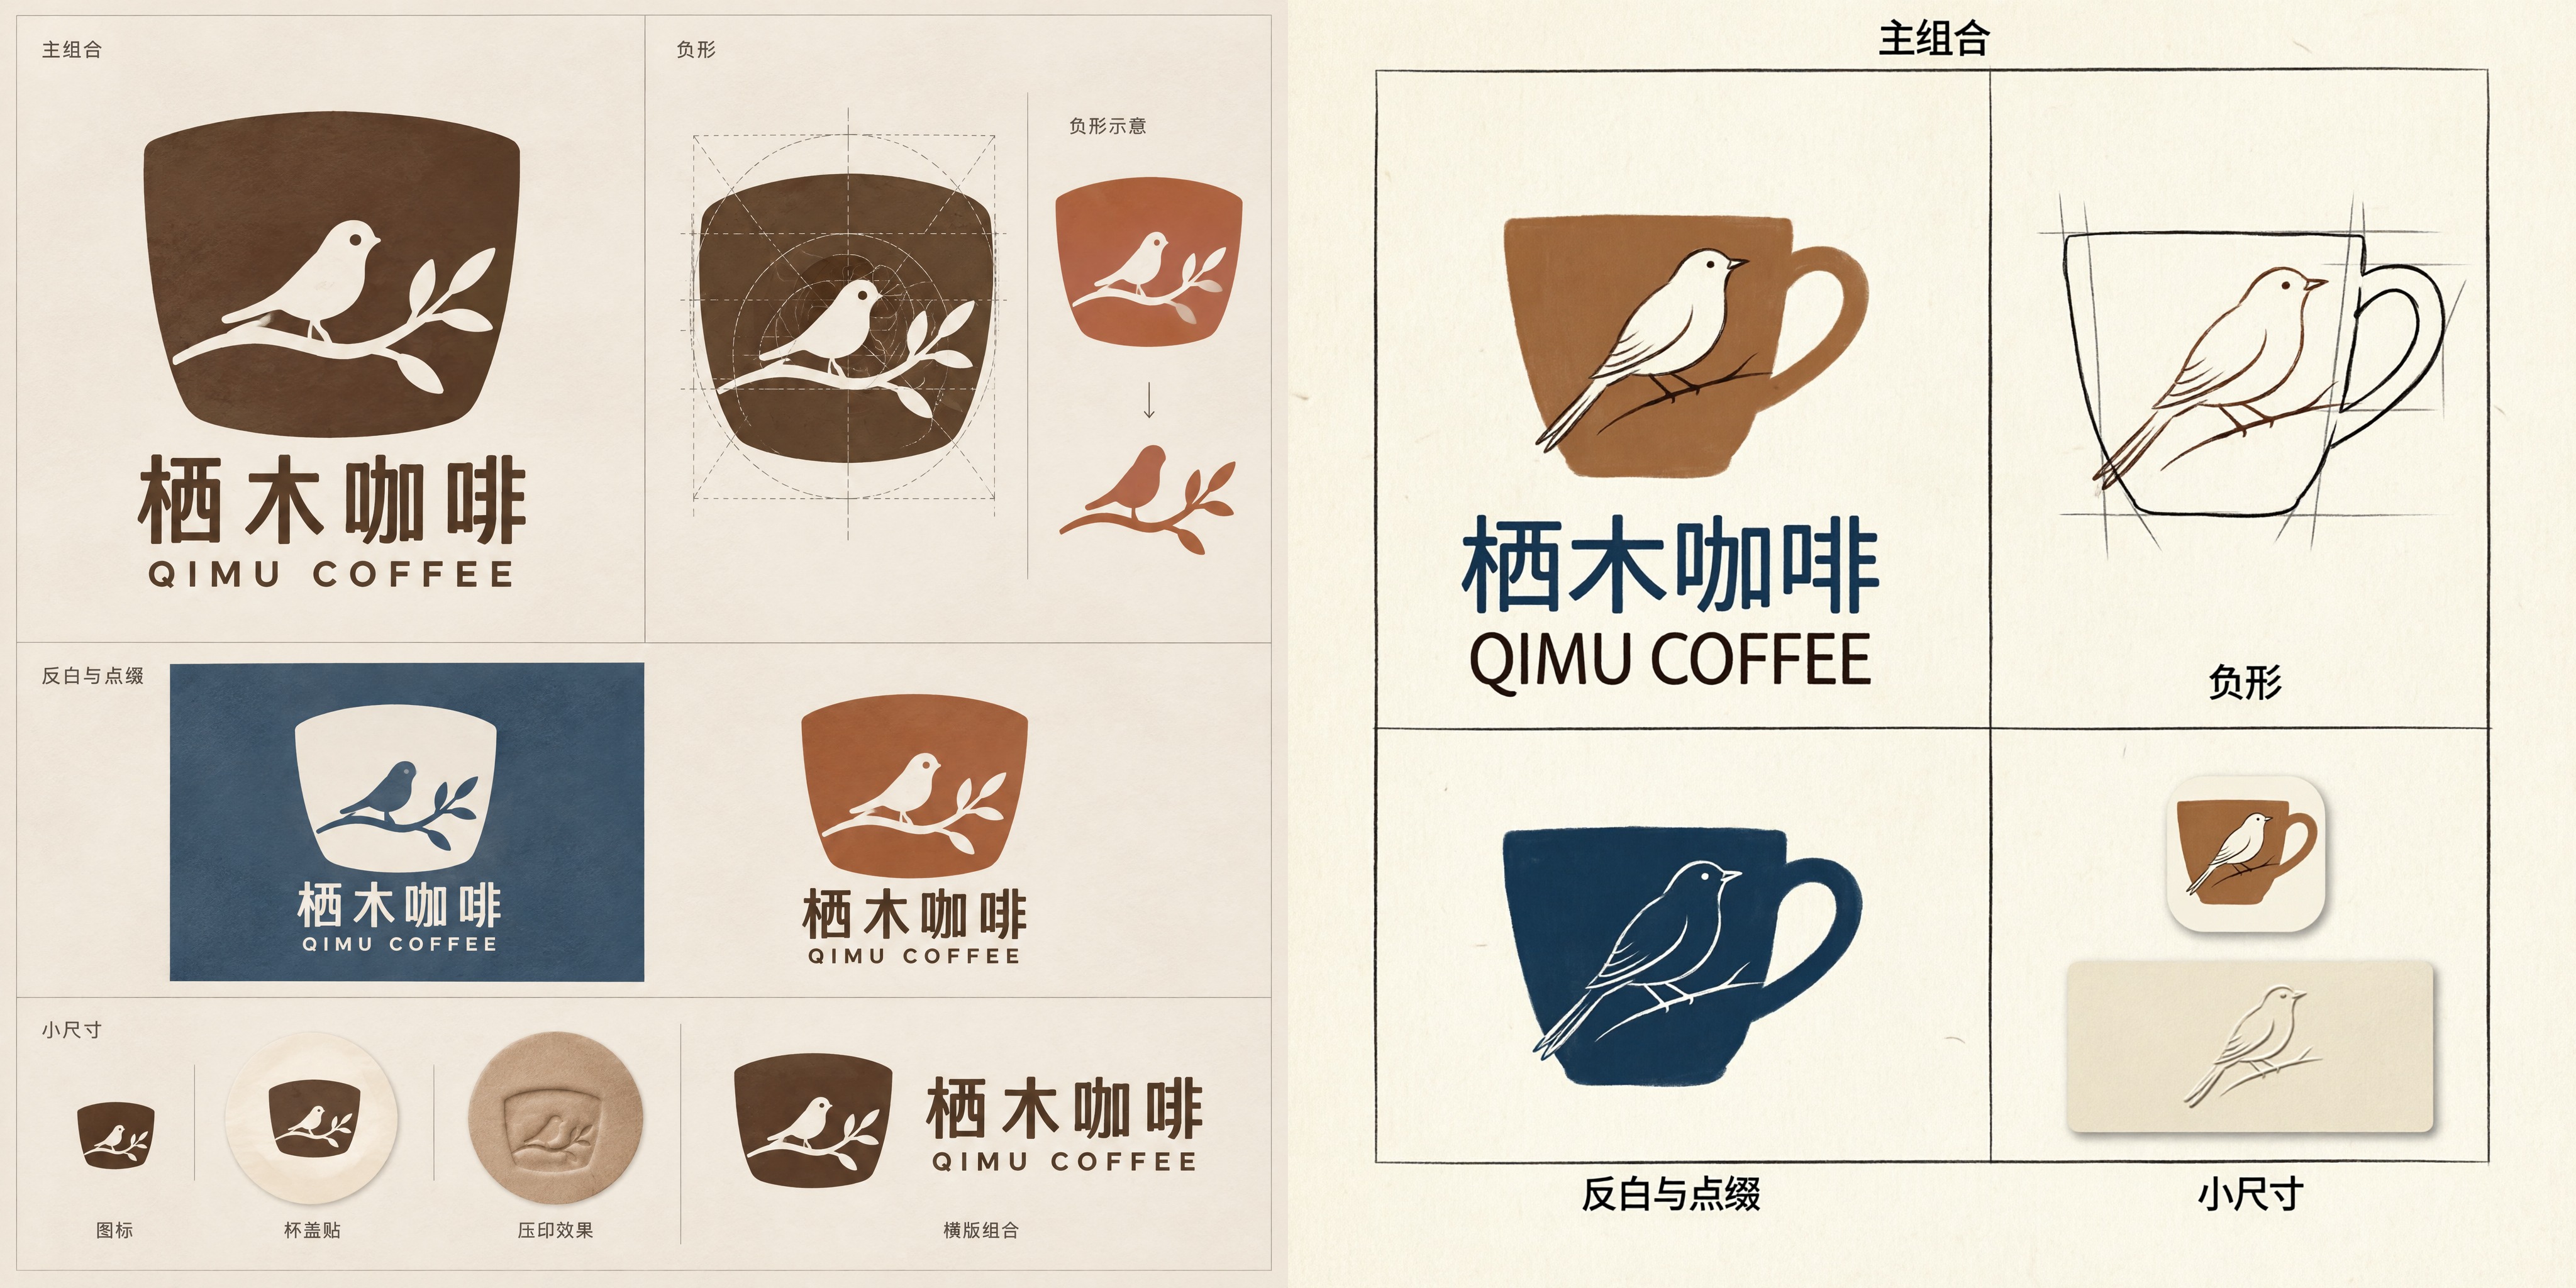 主组合
栖木咖啡
QIMU COFFEE
负形
负形示意
反白与点缀
栖木咖啡
QIMU COFFEE
栖木咖啡
QIMU COFFEE
小尺寸
图标
杯盖贴
压印效果
栖木咖啡
QIMU COFFEE
横版组合
主组合
栖木咖啡
QIMU COFFEE
负形
反白与点缀
小尺寸